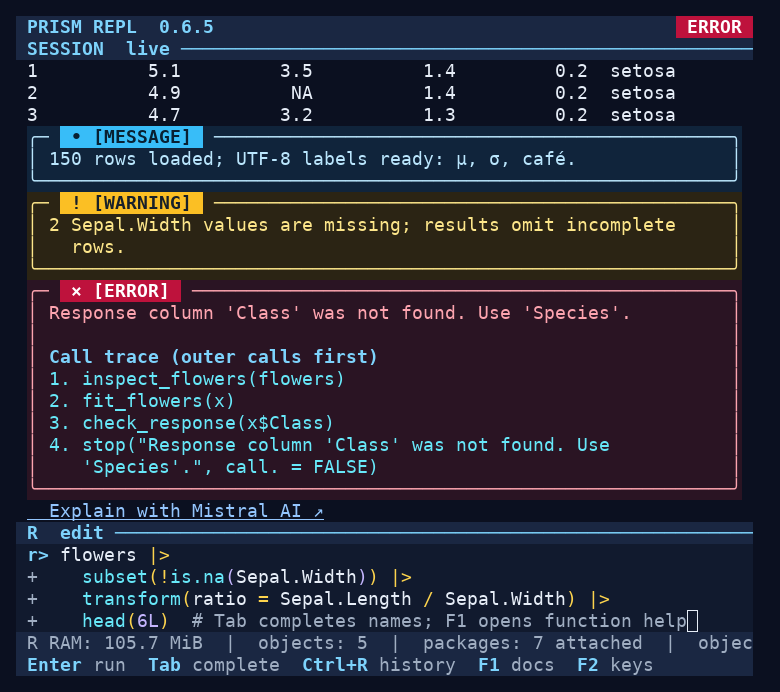 PRISM REPL  0.6.5  ERROR
SESSION  live
1          5.1         3.5          1.4         0.2  setosa
2          4.9          NA          1.4         0.2  setosa
3          4.7         3.2          1.3         0.2  setosa
• [MESSAGE]
150 rows loaded; UTF-8 labels ready: μ, σ, café.
! [WARNING]
2 Sepal.Width values are missing; results omit incomplete
rows.
× [ERROR]
Response column 'Class' was not found. Use 'Species'.
Call trace (outer calls first)
1. inspect_flowers(flowers)
2. fit_flowers(x)
3. check_response(x$Class)
4. stop("Response column 'Class' was not found. Use
'Species'.", call. = FALSE)
Explain with Mistral AI ↗
R  edit
r> flowers |>
+    subset(!is.na(Sepal.Width)) |>
+    transform(ratio = Sepal.Length / Sepal.Width) |>
+    head(6L)  # Tab completes names; F1 opens function help
R RAM: 105.7 MiB  |  objects: 5  |  packages: 7 attached  |  objec
Enter run  Tab complete  Ctrl+R history  F1 docs  F2 keys